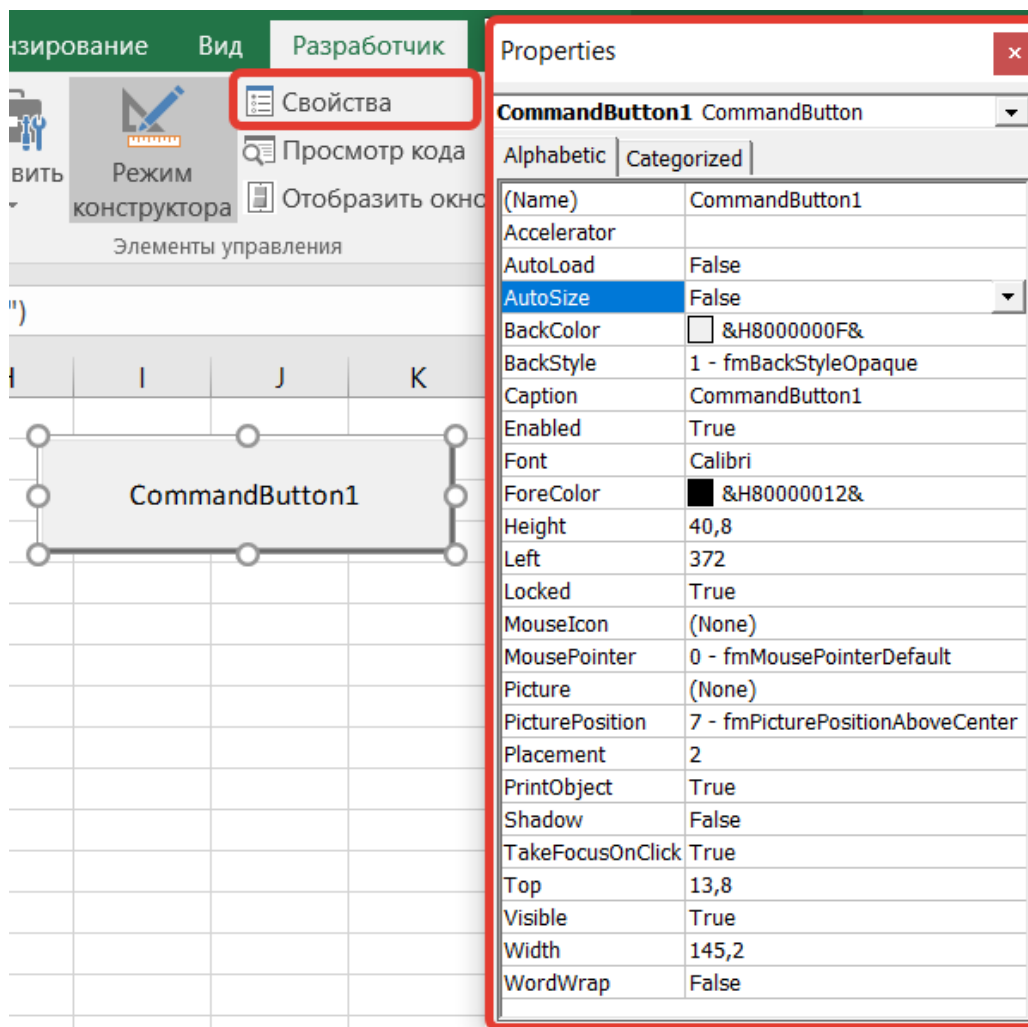 нзирование Вид Разработчик
Свойства
вить
Режим
конструктора
Просмотр кода
Отобразить окно
Элементы управления
")
H I J K
CommandButton1
Properties
CommandButton1 CommandButton
Alphabetic Categorized
(Name) CommandButton1
Accelerator
AutoLoad False
AutoSize False
BackColor &H8000000F&
BackStyle 1 - fmBackStyleOpaque
Caption CommandButton1
Enabled True
Font Calibri
ForeColor &H80000012&
Height 40,8
Left 372
Locked True
MouseIcon (None)
MousePointer 0 - fmMousePointerDefault
Picture (None)
PicturePosition 7 - fmPicturePositionAboveCenter
Placement 2
PrintObject True
Shadow False
TakeFocusOnClick True
Top 13,8
Visible True
Width 145,2
WordWrap False